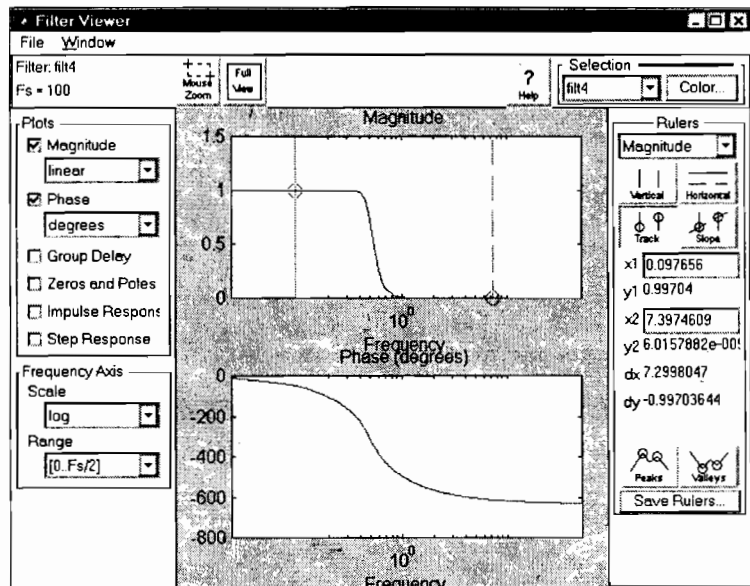 Filter Viewer
File Window
Filter: filt4
Fs = 100
Mouse Zoom
Full View
?
Help
Selection
filt4
Color...
Plots
Magnitude
linear
Phase
degrees
Group Delay
Zeros and Poles
Impulse Respons
Step Response
Frequency Axis
Scale
log
Range
[0..Fs/2]
Magnitude
1.5
1
0.5
0
10⁰
Frequency
Phase (degrees)
0
-200
-400
-600
-800
10⁰
Frequency
Rulers
Magnitude
Vertical
Horizontal
Track
Slope
x1 0.097656
y1 0.99704
x2 7.3974609
y2 6.0157882e-005
dx 7.2998047
dy -0.99703644
Peaks
Valleys
Save Rulers...